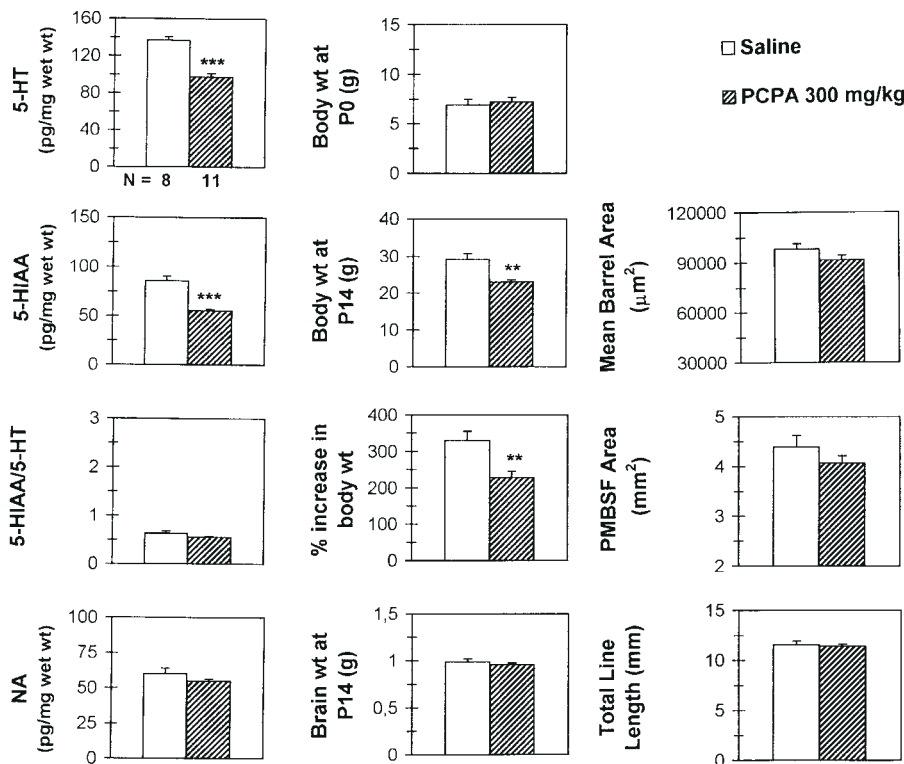 5-HT
(pg/mg wet wt)
160
120
80
40
0
***
N = 8 11
Body wt at
P0 (g)
15
10
5
0
Saline
PCPA 300 mg/kg
5-HIAA
(pg/mg wet wt)
150
100
50
0
***
Body wt at
P14 (g)
40
30
20
10
0
**
Mean Barrel Area
(μm²)
120000
90000
60000
30000
5-HIAA/5-HT
3
2
1
0
% increase in
body wt
400
300
200
100
0
**
PMBSF Area
(mm²)
5
4
3
2
NA
(pg/mg wet wt)
100
75
50
25
0
Brain wt at
P14 (g)
1,5
1
0,5
0
Total Line
Length (mm)
15
10
5
0